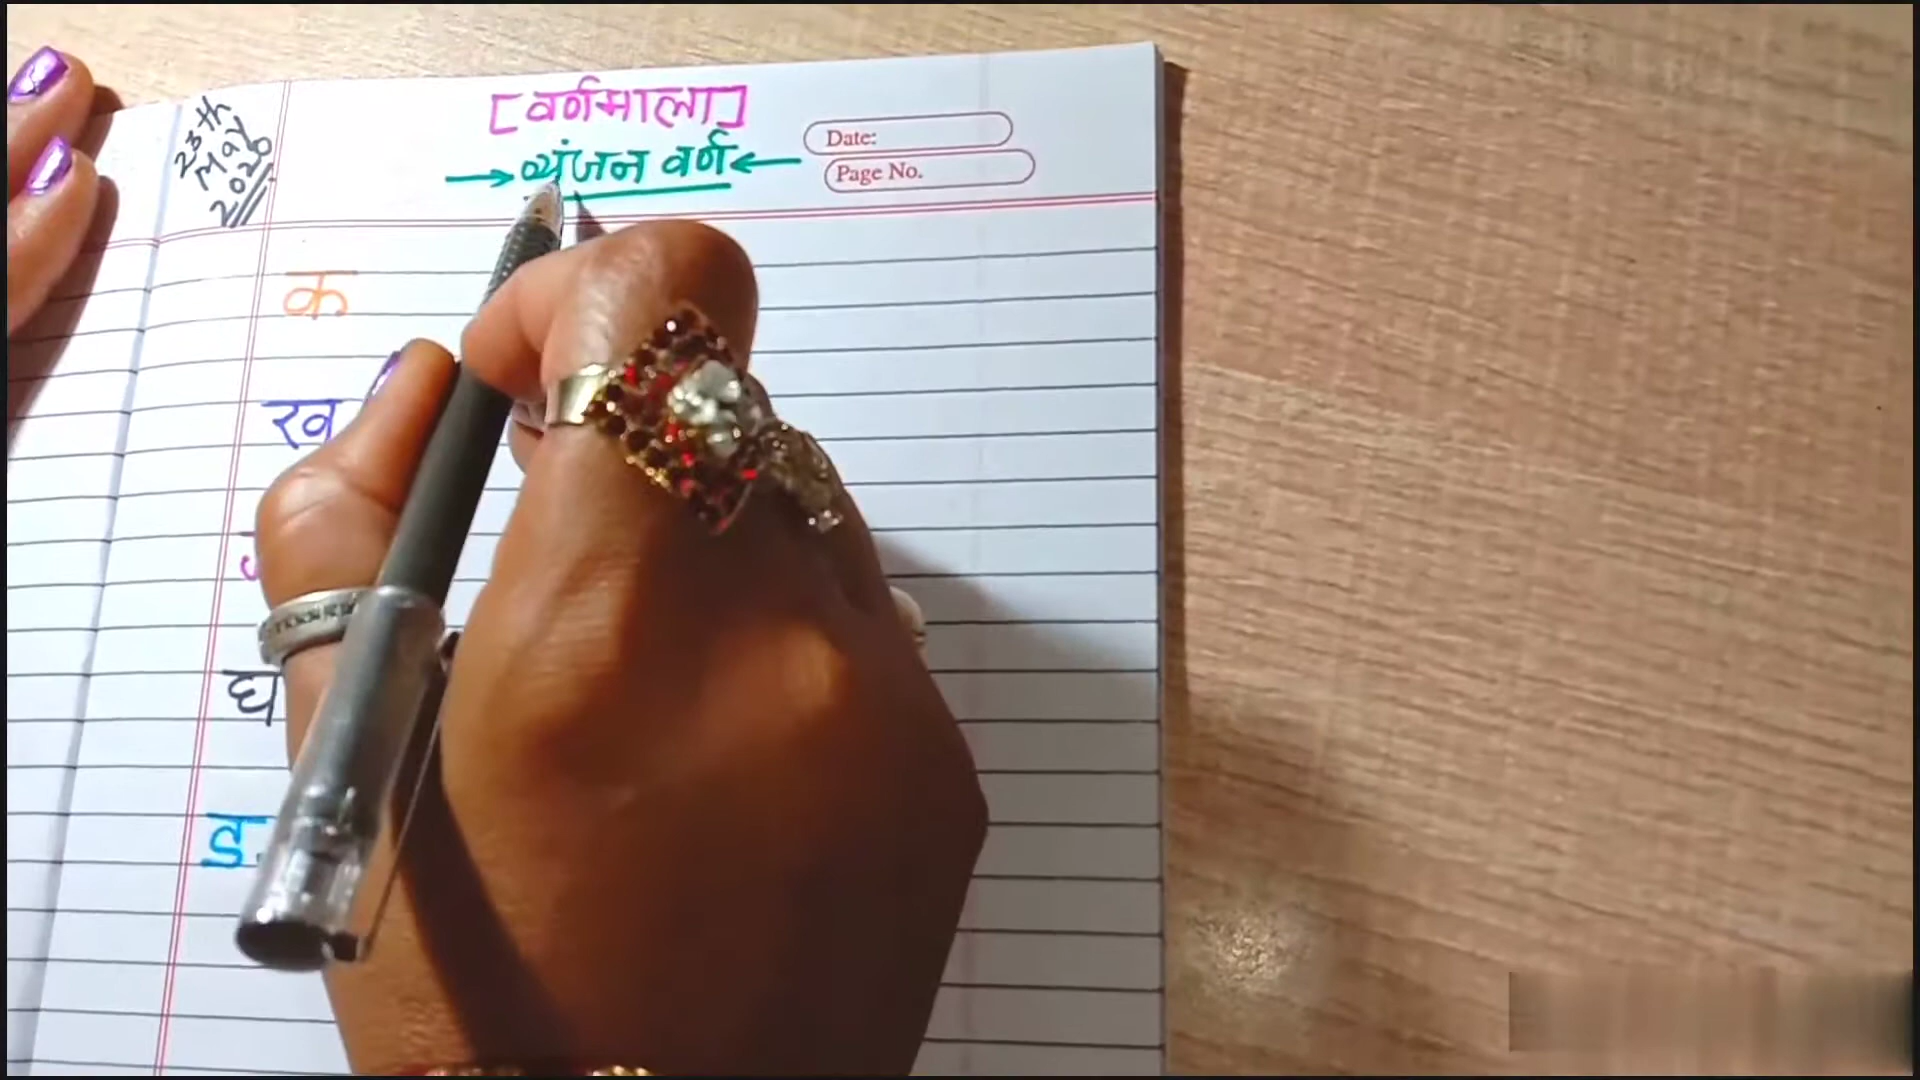 23th
May
2020
[वर्णमाला]
→ व्यंजन वर्ण ←
Date:
Page No.
क
ख
घ
ङ